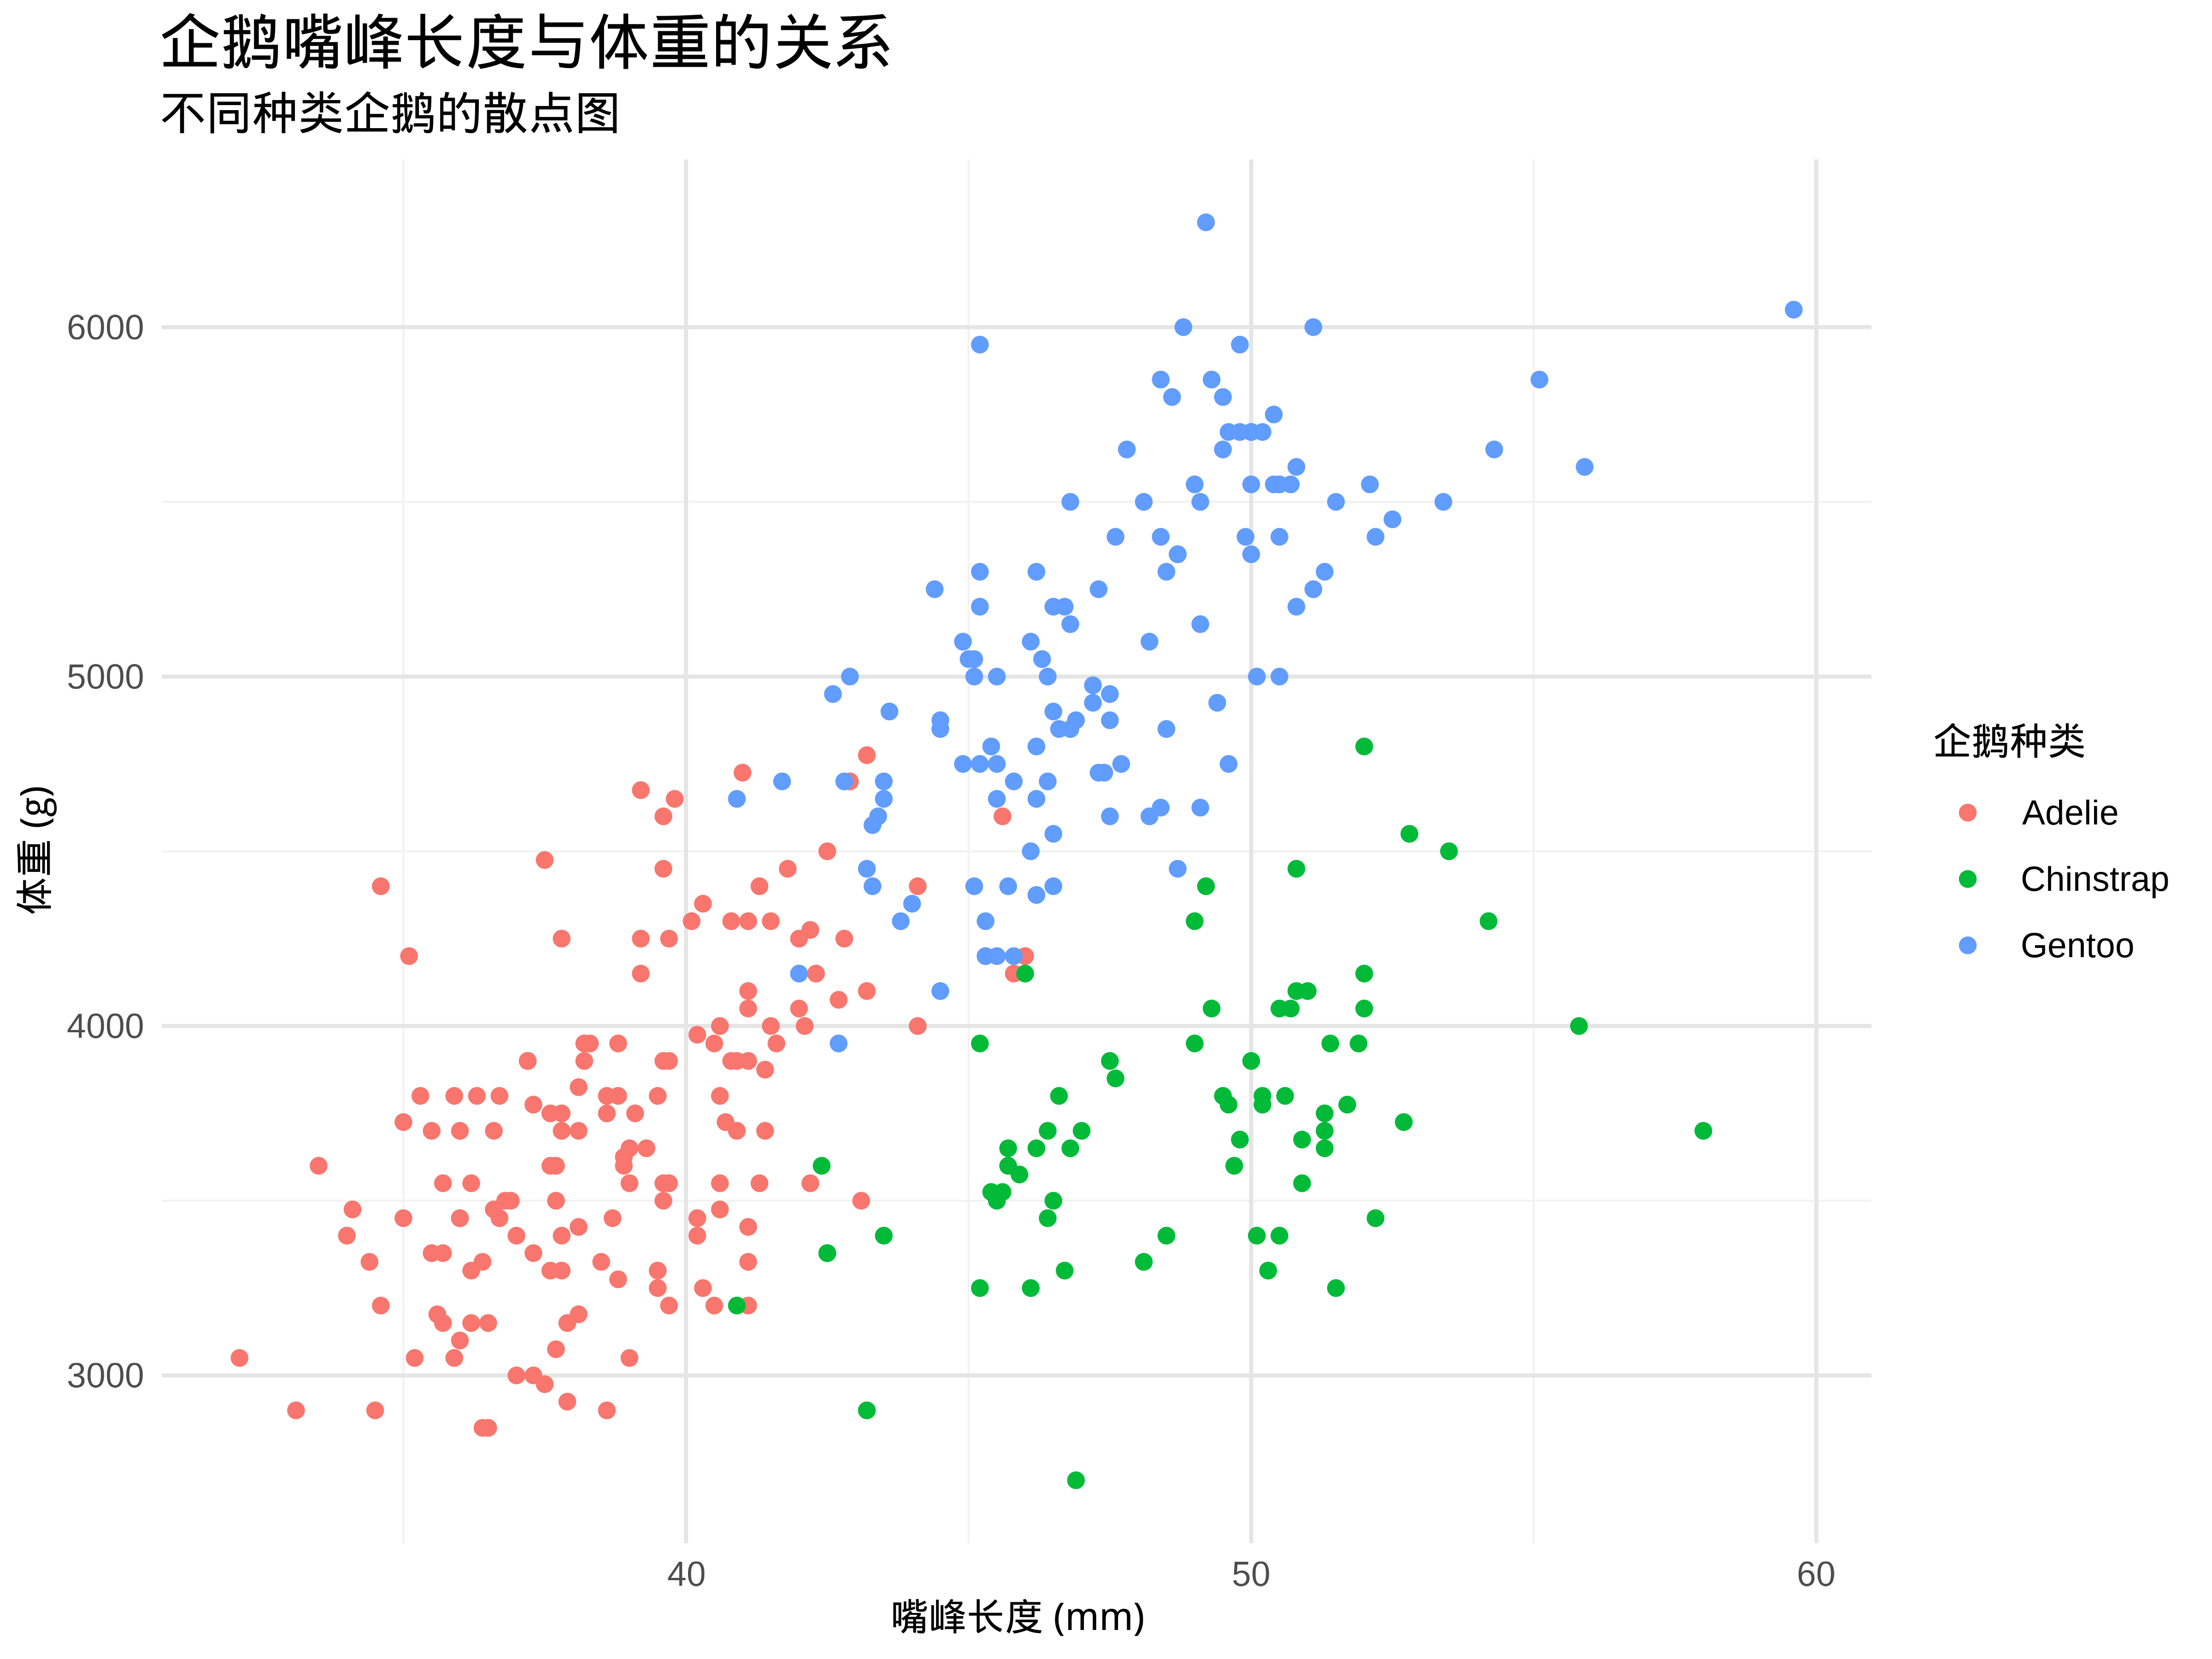 企鹅嘴峰长度与体重的关系
不同种类企鹅的散点图
6000
5000
4000
3000
体重 (g)
40
50
60
嘴峰长度 (mm)
企鹅种类
Adelie
Chinstrap
Gentoo